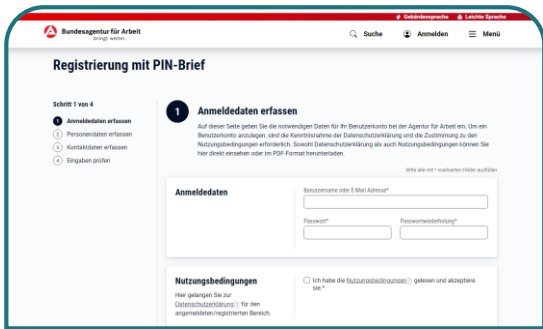 Gebärdensprache Leichte Sprache
Bundesagentur für Arbeit
bringt weiter.
Suche Anmelden Menü
Registrierung mit PIN-Brief
Schritt 1 von 4
1 Anmeldedaten erfassen
2 Personendaten erfassen
3 Kontaktdaten erfassen
4 Eingaben prüfen
1 Anmeldedaten erfassen
Auf dieser Seite geben Sie die notwendigen Daten für Ihr Benutzerkonto bei der Agentur für Arbeit ein. Um ein
Benutzerkonto anzulegen, sind die Kenntnisnahme der Datenschutzerklärung und die Zustimmung zu den
Nutzungsbedingungen erforderlich. Sowohl Datenschutzerklärung als auch Nutzungsbedingungen können Sie
hier direkt einsehen oder im PDF-Format herunterladen.
Bitte alle mit * markierten Felder ausfüllen
Anmeldedaten
Benutzername oder E-Mail Adresse*
Passwort* Passwortwiederholung*
Nutzungsbedingungen
Hier gelangen Sie zur
Datenschutzerklärung für den
angemeldeten/registrierten Bereich.
Ich habe die Nutzungsbedingungen gelesen und akzeptiere
sie.*